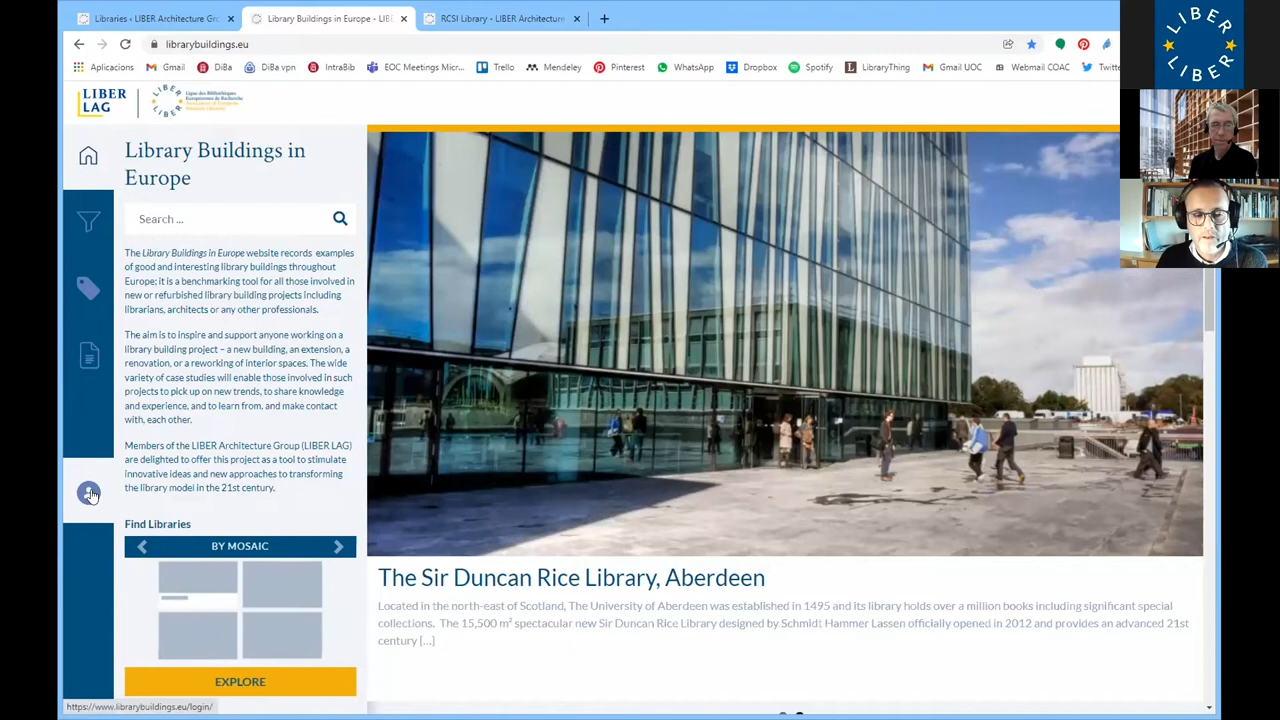 Libraries ‹ LIBER Architecture Gr
Library Buildings in Europe - LIB
RCSI Library - LIBER Architecture
librarybuildings.eu
Aplicacions
Gmail
DiBa
DiBa vpn
IntraBib
EOC Meetings Micr...
Trello
Mendeley
Pinterest
WhatsApp
Dropbox
Spotify
LibraryThing
Gmail UOC
Webmail COAC
Twitte
LIBER
LIBER
LIBER
LAG
LIBER
LIBER
Library Buildings in
Europe
Search ...
The Library Buildings in Europe website records examples
of good and interesting library buildings throughout
Europe; it is a benchmarking tool for all those involved in
new or refurbished library building projects including
librarians, architects or any other professionals.
The aim is to inspire and support anyone working on a
library building project – a new building, an extension, a
renovation, or a reworking of interior spaces. The wide
variety of case studies will enable those involved in such
projects to pick up on new trends, to share knowledge
and experience, and to learn from, and make contact
with, each other.
Members of the LIBER Architecture Group (LIBER LAG)
are delighted to offer this project as a tool to stimulate
innovative ideas and new approaches to transforming
the library model in the 21st century.
Find Libraries
BY MOSAIC
EXPLORE
The Sir Duncan Rice Library, Aberdeen
Located in the north-east of Scotland, The University of Aberdeen was established in 1495 and its library holds over a million books including significant special
collections. The 15,500 m² spectacular new Sir Duncan Rice Library designed by Schmidt Hammer Lassen officially opened in 2012 and provides an advanced 21st
century [...]
https://www.librarybuildings.eu/login/